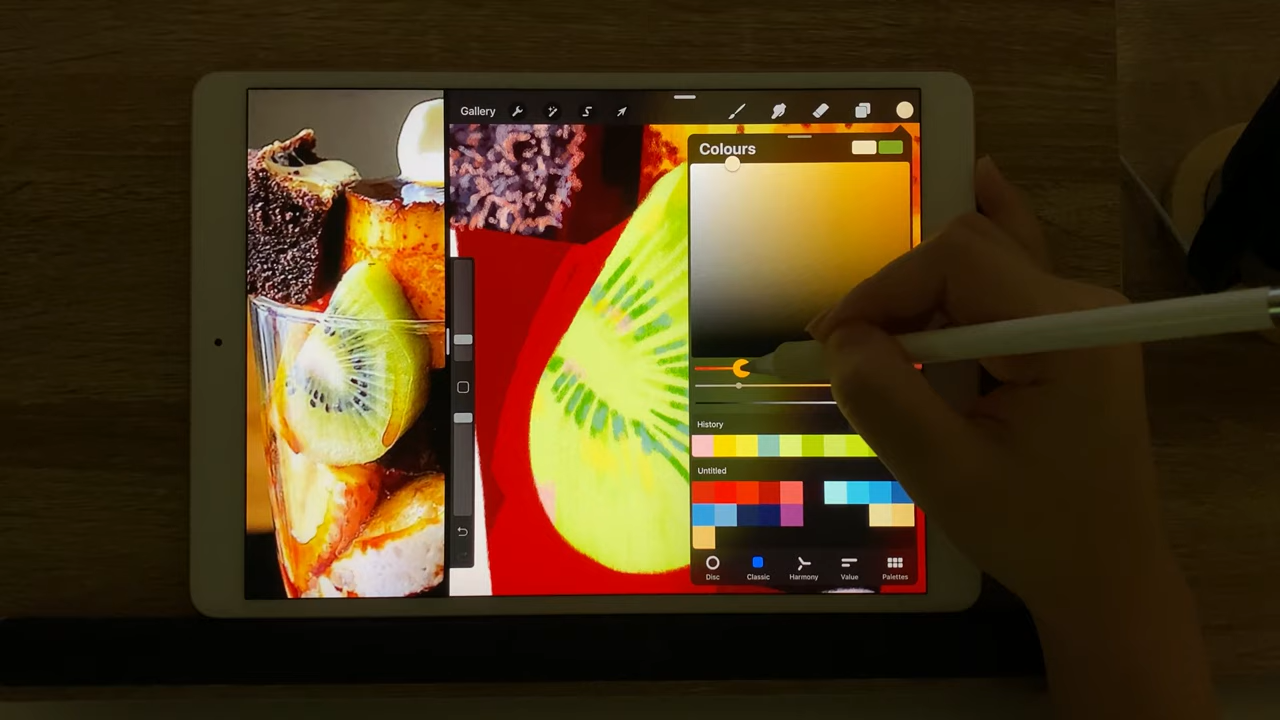 Gallery
Colours
History
Untitled
Disc
Classic
Harmony
Value
Palettes